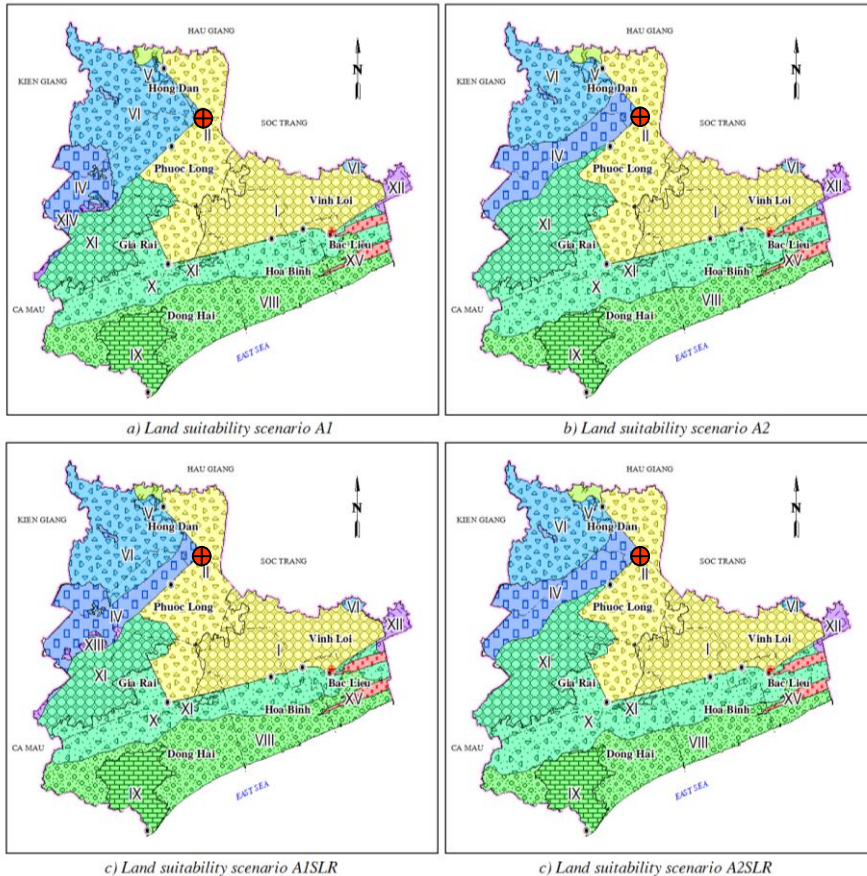 HAU GIANG
N
KIEN GIANG
V
Hong Dan
VI
SOC TRANG
II
Phuoc Long
IV
VI
XII
Vinh Loi
XIV
I
XI
Gia Rai
XI
Bac Lieu
Hoa Binh
XV
X
VIII
CA MAU
Dong Hai
IX
EAST SEA
a) Land suitability scenario A1
HAU GIANG
N
VI
V
KIEN GIANG
Hong Dan
SOC TRANG
II
IV
Phuoc Long
VI
XII
Vinh Loi
I
XI
Gia Rai
XI
Bac Lieu
Hoa Binh
XV
X
VIII
CA MAU
Dong Hai
IX
EAST SEA
b) Land suitability scenario A2
HAU GIANG
N
V
KIEN GIANG
Hong Dan
VI
SOC TRANG
II
IV
Phuoc Long
VI
XII
XIII
Vinh Loi
I
XI
Gia Rai
XI
Bac Lieu
Hoa Binh
XV
X
VIII
CA MAU
Dong Hai
IX
EAST SEA
c) Land suitability scenario A1SLR
HAU GIANG
N
V
KIEN GIANG
Hong Dan
VI
SOC TRANG
II
IV
Phuoc Long
VI
XII
Vinh Loi
I
XI
Gia Rai
XI
Bac Lieu
Hoa Binh
XV
X
VIII
CA MAU
Dong Hai
IX
EAST SEA
c) Land suitability scenario A2SLR